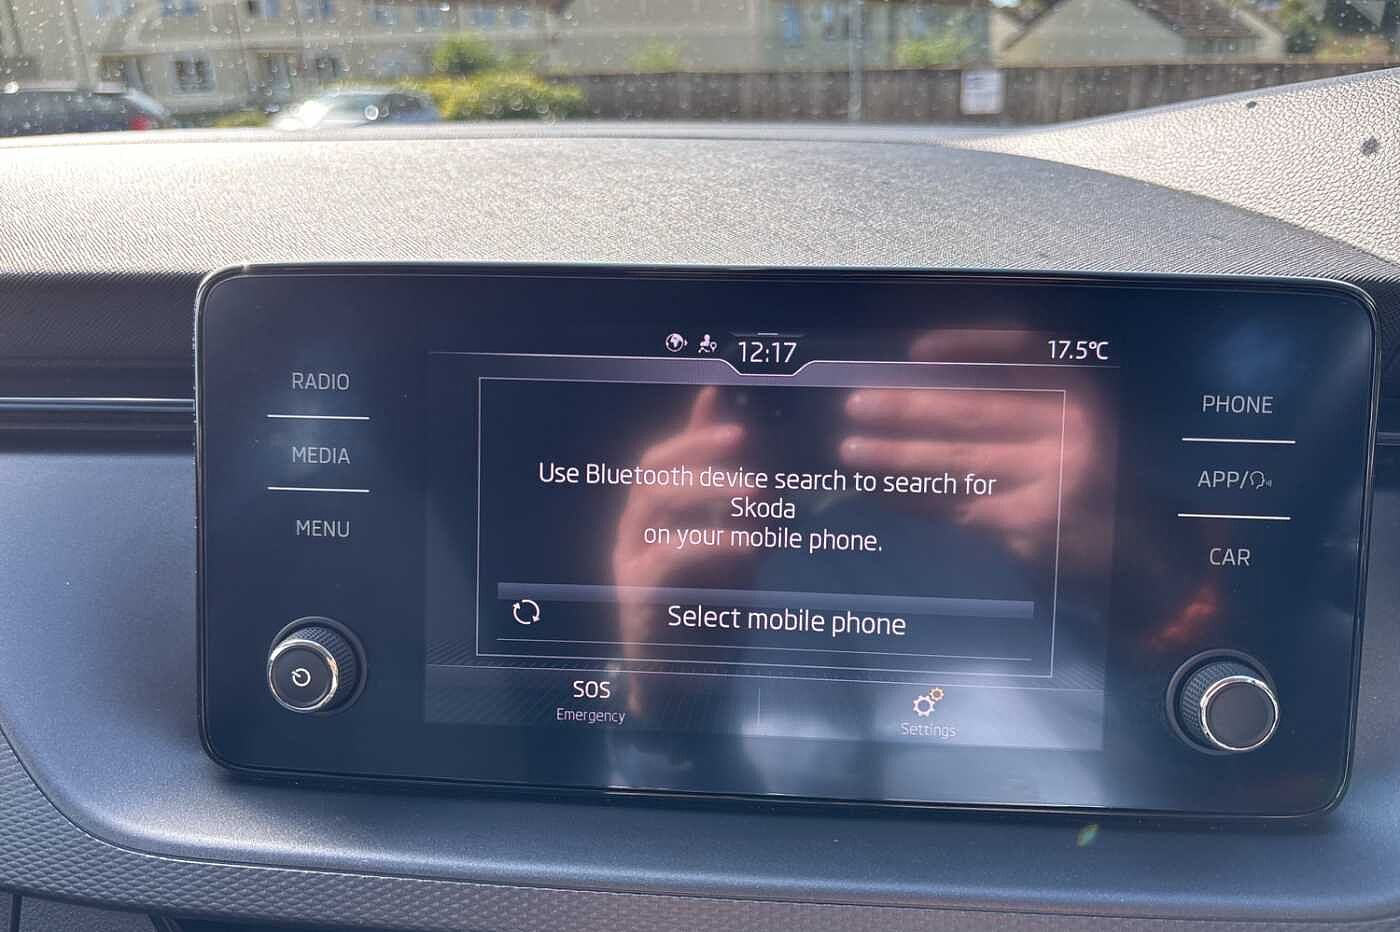 12:17
17.5°C
RADIO
MEDIA
MENU
Use Bluetooth device search to search for
Skoda
on your mobile phone.
Select mobile phone
SOS
Emergency
Settings
PHONE
APP/
CAR